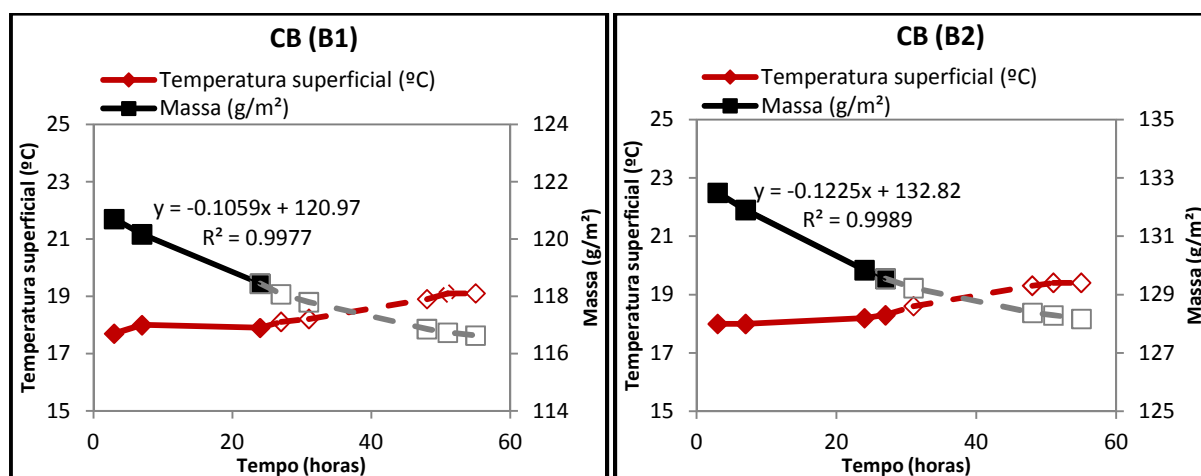 CB (B1)
Temperatura superficial (ºC)
Massa (g/m²)
25
23
21
19
17
15
Temperatura superficial (ºC)
y = -0.1059x + 120.97
R² = 0.9977
124
122
120
118
116
114
Massa (g/m²)
0
20
40
60
Tempo (horas)
CB (B2)
Temperatura superficial (ºC)
Massa (g/m²)
25
23
21
19
17
15
Temperatura superficial (ºC)
y = -0.1225x + 132.82
R² = 0.9989
135
133
131
129
127
125
Massa (g/m²)
0
20
40
60
Tempo (horas)